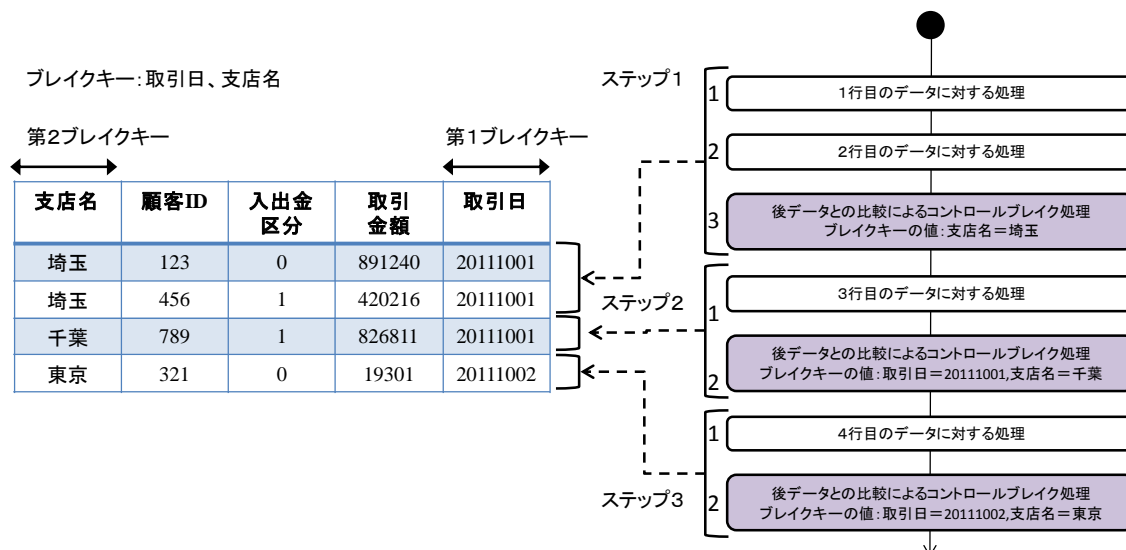 ブレイクキー:取引日、支店名
第2ブレイクキー
第1ブレイクキー
支店名 顧客ID 入出金区分 取引金額 取引日
埼玉 123 0 891240 20111001
埼玉 456 1 420216 20111001
千葉 789 1 826811 20111001
東京 321 0 19301 20111002
ステップ1
1 1行目のデータに対する処理
2 2行目のデータに対する処理
3 後データとの比較によるコントロールブレイク処理
ブレイクキーの値:支店名=埼玉
ステップ2
1 3行目のデータに対する処理
2 後データとの比較によるコントロールブレイク処理
ブレイクキーの値:取引日=20111001,支店名=千葉
ステップ3
1 4行目のデータに対する処理
2 後データとの比較によるコントロールブレイク処理
ブレイクキーの値:取引日=20111002,支店名=東京